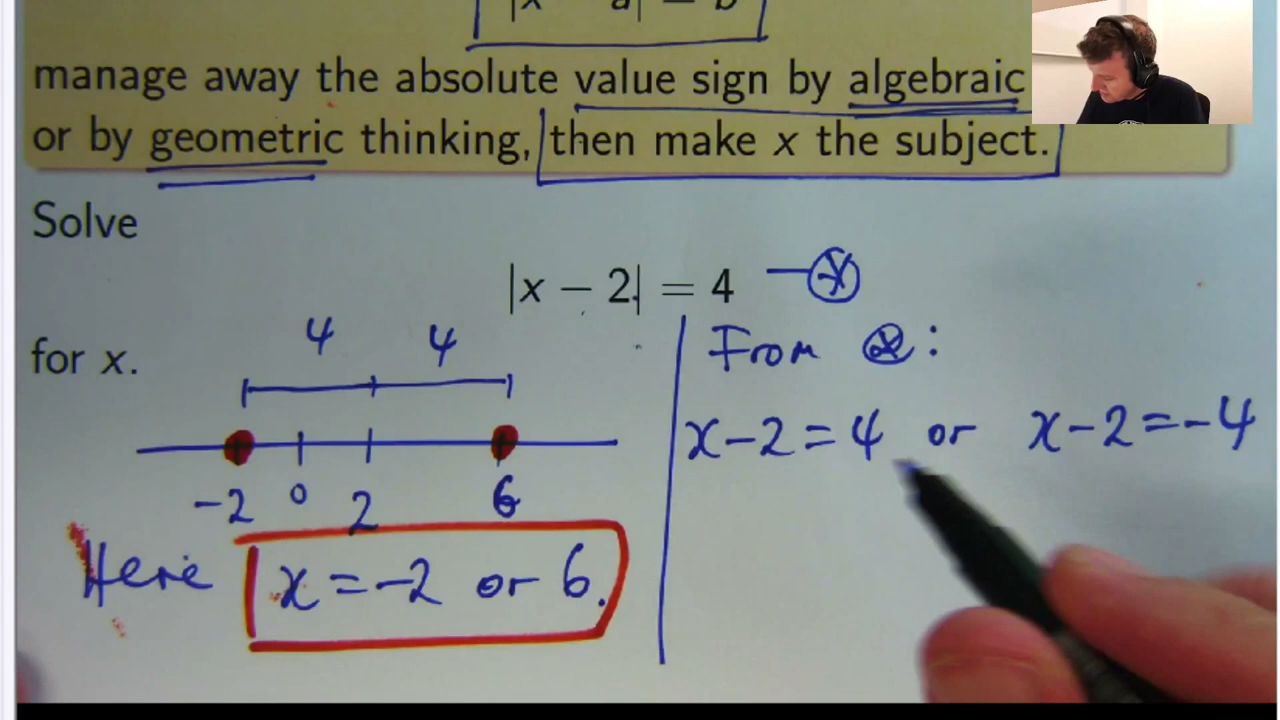 |x − a| = b
manage away the absolute value sign by algebraic
or by geometric thinking, then make x the subject.
Solve
|x − 2| = 4 — ⊛
for x.
4 4
-2 0 2 6
Here x = -2 or 6.
From ⊛:
x-2=4 or x-2=-4